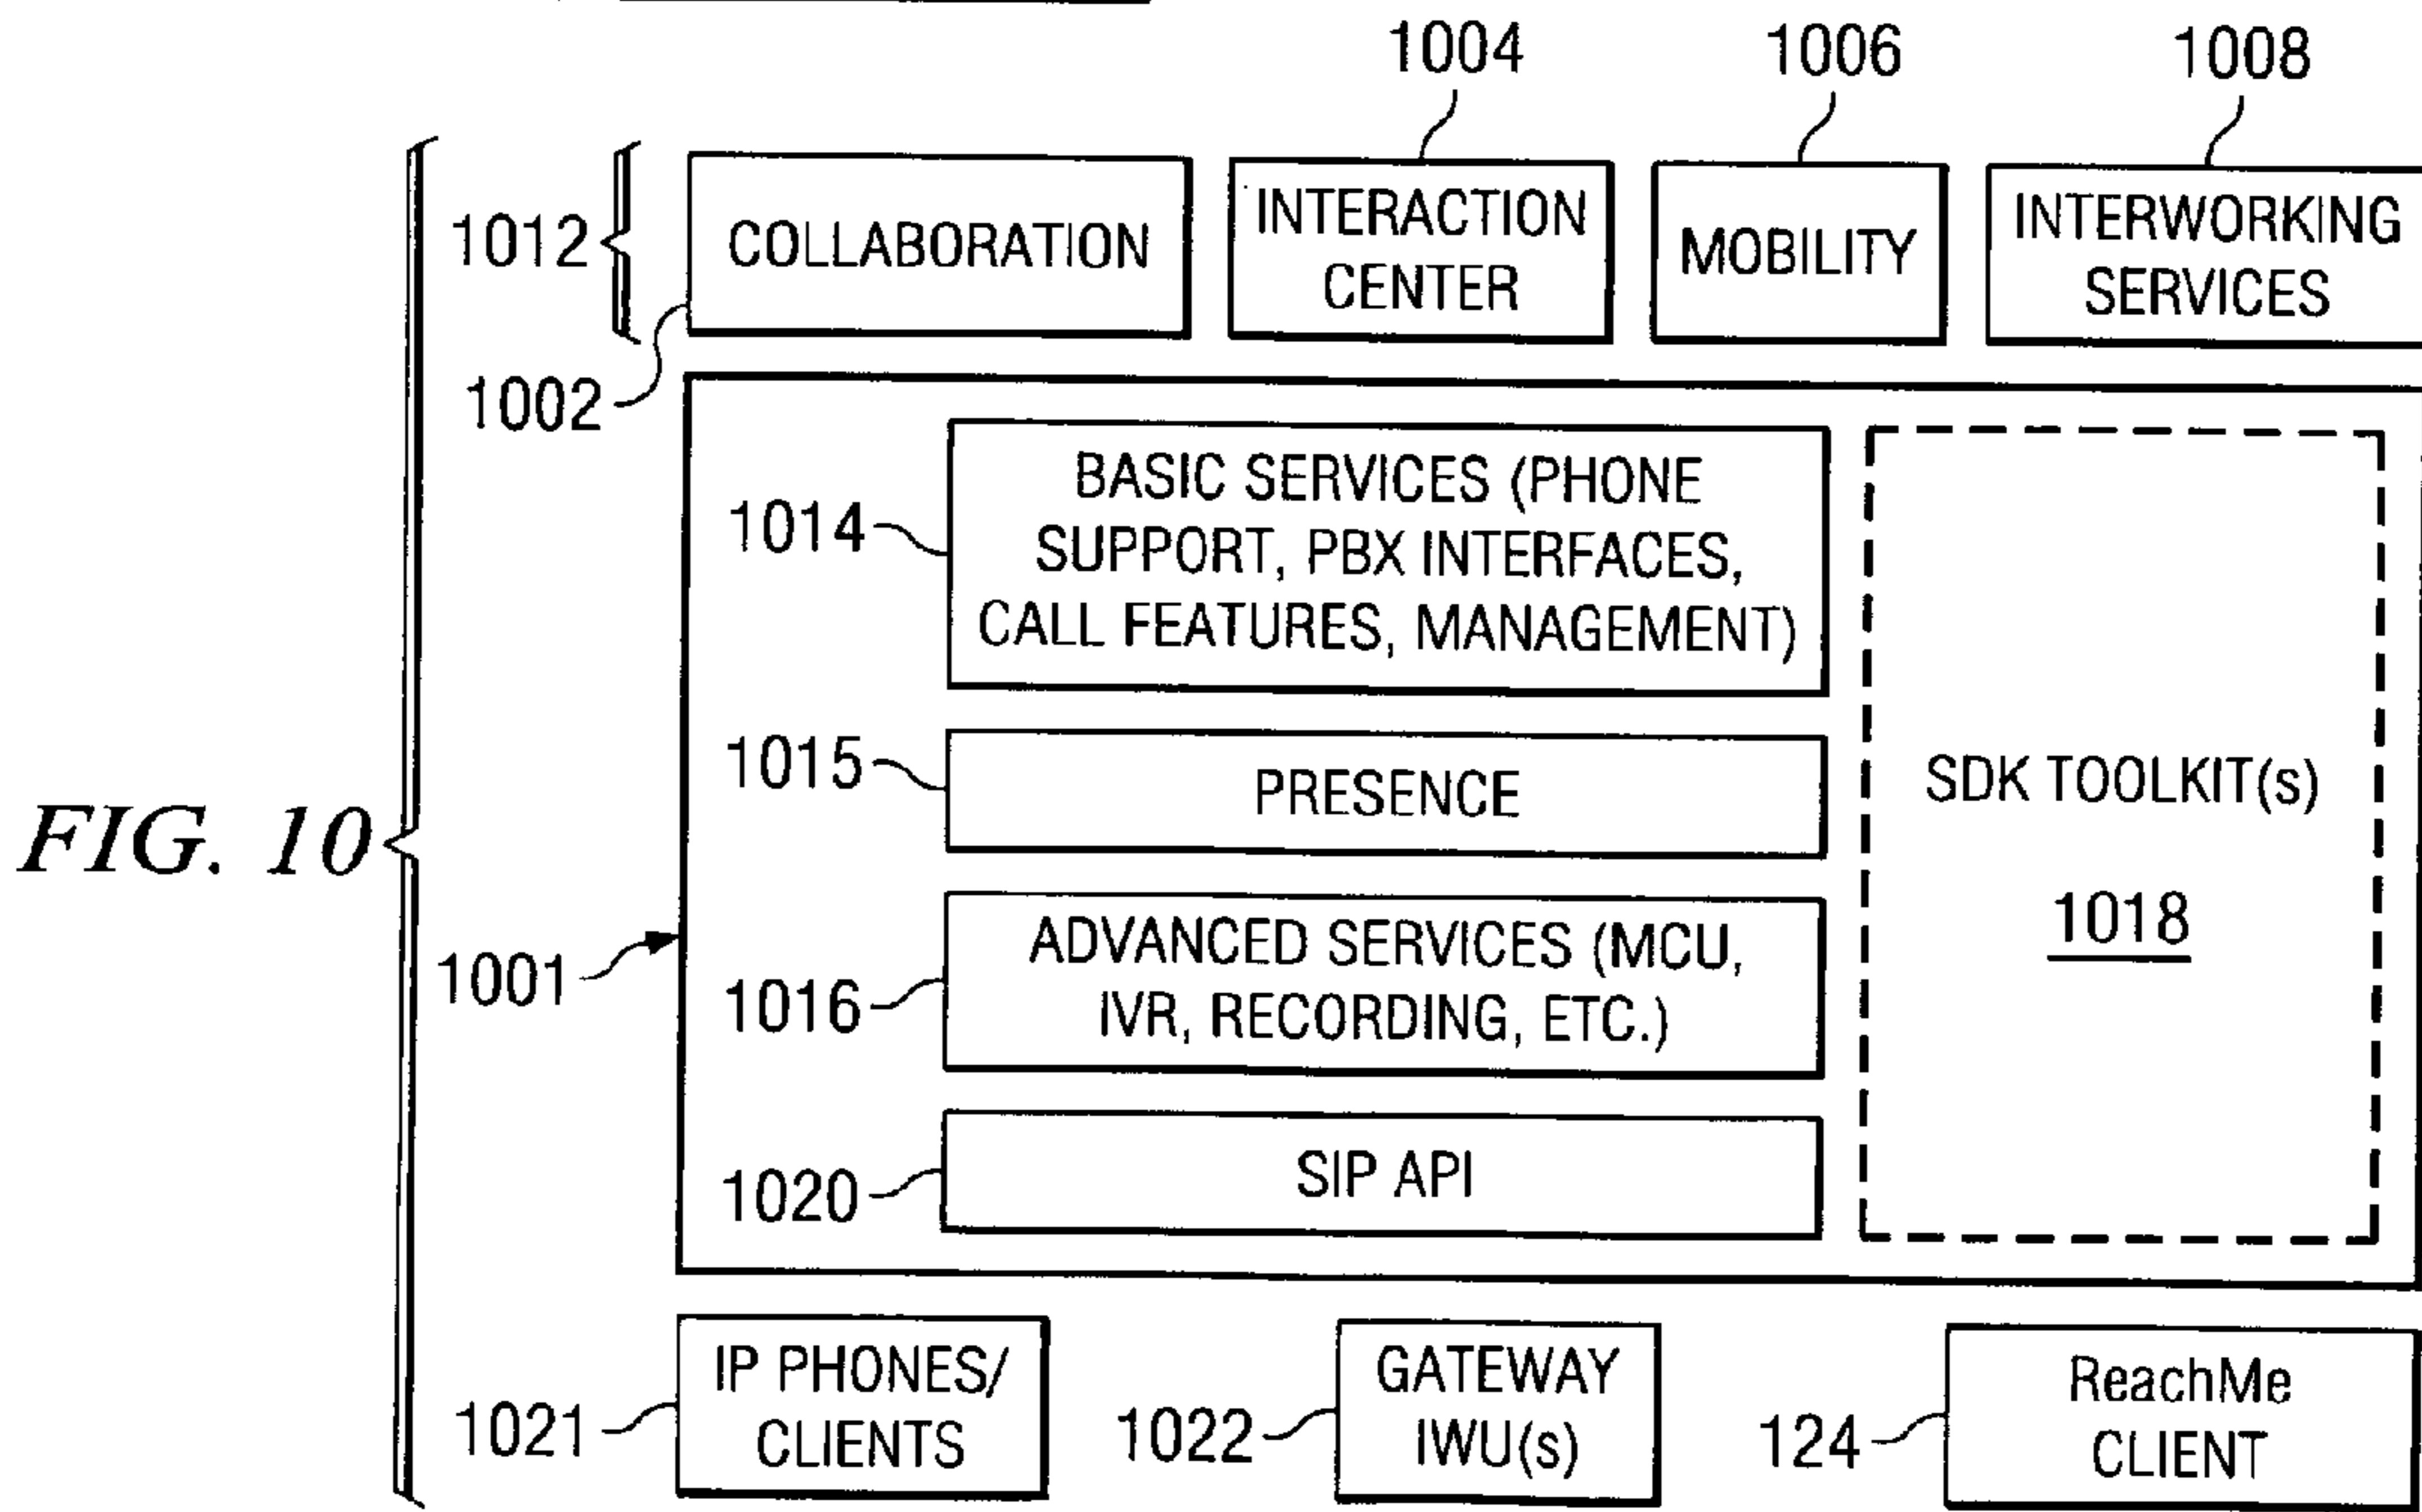 1004 1006 1008
1012
COLLABORATION
INTERACTION
CENTER
MOBILITY
INTERWORKING
SERVICES
1002
1014
BASIC SERVICES (PHONE
SUPPORT, PBX INTERFACES,
CALL FEATURES, MANAGEMENT)
1015
PRESENCE
SDK TOOLKIT(s)
1018
FIG. 10
1001
1016
ADVANCED SERVICES (MCU,
IVR, RECORDING, ETC.)
1020
SIP API
1021
IP PHONES/
CLIENTS
1022
GATEWAY
IWU(s)
124
ReachMe
CLIENT